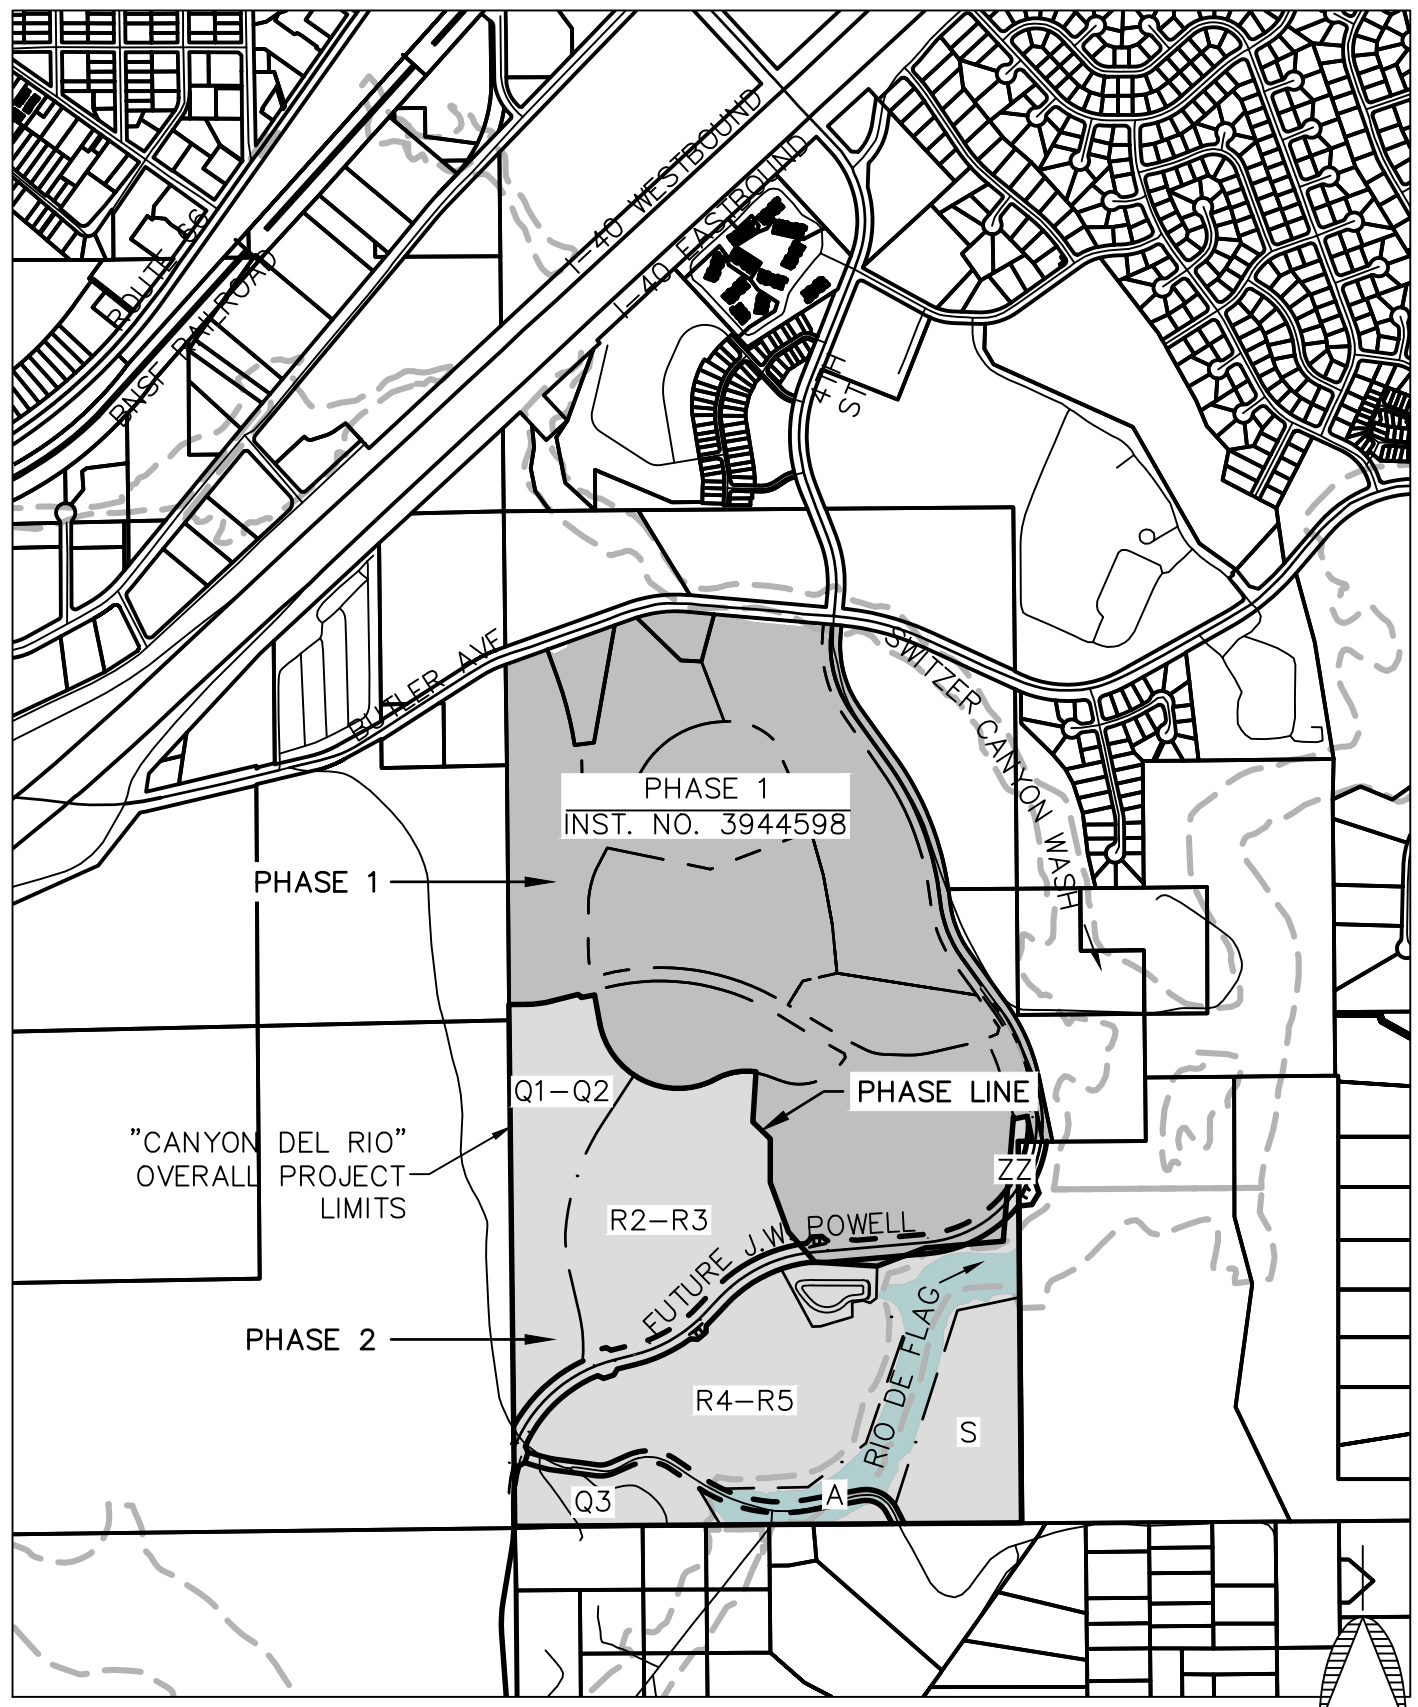 I-40 WESTBOUND
I-40 EASTBOUND
ROUTE 66
BNSF RAILROAD
4TH
ST
BUTLER AVE
SWITZER CANYON WASH
PHASE 1
INST. NO. 3944598
PHASE 1
PHASE LINE
Q1-Q2
"CANYON DEL RIO"
OVERALL PROJECT
LIMITS
ZZ
R2-R3
FUTURE J.W. POWELL
PHASE 2
RIO DE FLAG
R4-R5
S
Q3
A